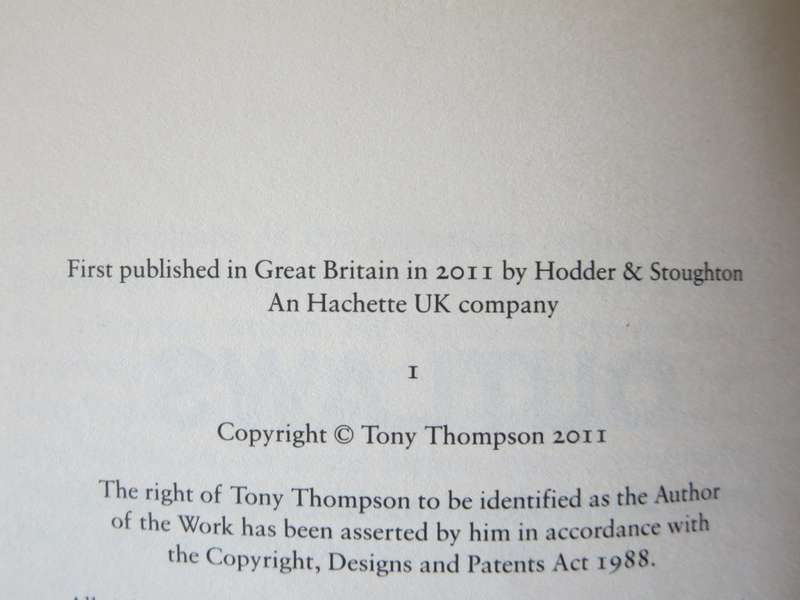 First published in Great Britain in 2011 by Hodder & Stoughton
An Hachette UK company
1
Copyright © Tony Thompson 2011
The right of Tony Thompson to be identified as the Author
of the Work has been asserted by him in accordance with
the Copyright, Designs and Patents Act 1988.